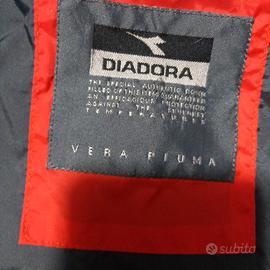 DIADORA
THE SPECIAL AUTHENTIC DOWN
FILLED OF THIS ITEM GUARANTEES
AN EFFICACIOUS PROTECTION
AGAINST THE STIFFEST
TEMPERATURES
VERA PIUMA
subito